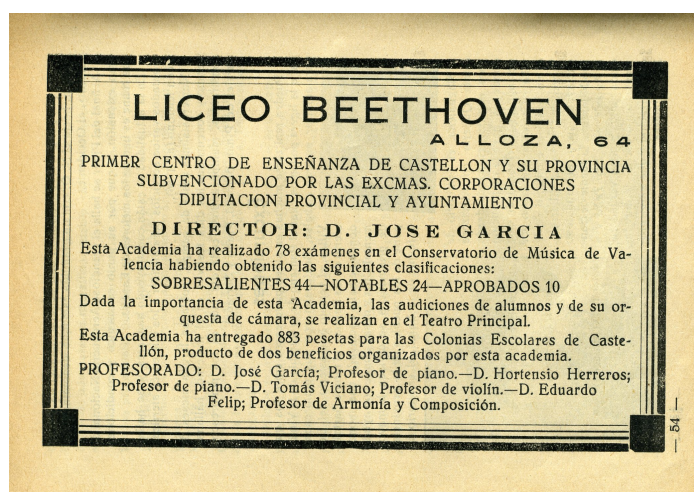 LICEO BEETHOVEN
ALLOZA, 64
PRIMER CENTRO DE ENSEÑANZA DE CASTELLON Y SU PROVINCIA
SUBVENCIONADO POR LAS EXCMAS. CORPORACIONES
DIPUTACION PROVINCIAL Y AYUNTAMIENTO
DIRECTOR: D. JOSE GARCIA
Esta Academia ha realizado 78 exámenes en el Conservatorio de Música de Va-
lencia habiendo obtenido las siguientes clasificaciones:
SOBRESALIENTES 44—NOTABLES 24—APROBADOS 10
Dada la importancia de esta Academia, las audiciones de alumnos y de su or-
questa de cámara, se realizan en el Teatro Principal.
Esta Academia ha entregado 883 pesetas para las Colonias Escolares de Caste-
llón, producto de dos beneficios organizados por esta academia.
PROFESORADO: D. José García; Profesor de piano.—D. Hortensio Herreros;
Profesor de piano.—D. Tomás Viciano; Profesor de violín.—D. Eduardo
Felip; Profesor de Armonía y Composición.
— 54 —